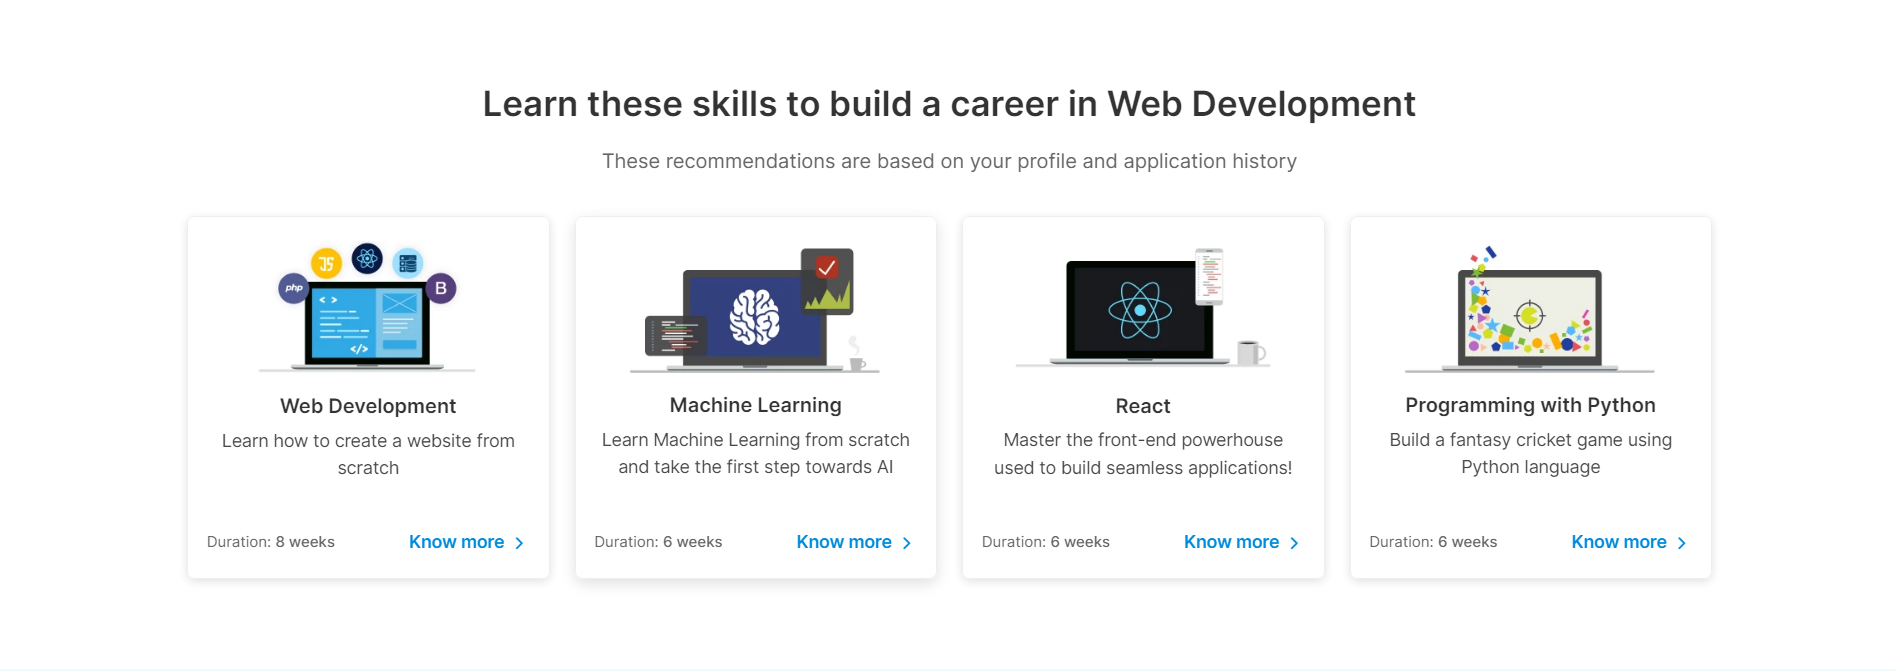 Learn these skills to build a career in Web Development
These recommendations are based on your profile and application history
php
JS
B
< >
</>
Web Development
Learn how to create a website from
scratch
Duration: 8 weeks
Know more
Machine Learning
Learn Machine Learning from scratch
and take the first step towards AI
Duration: 6 weeks
Know more
React
Master the front-end powerhouse
used to build seamless applications!
Duration: 6 weeks
Know more
Programming with Python
Build a fantasy cricket game using
Python language
Duration: 6 weeks
Know more